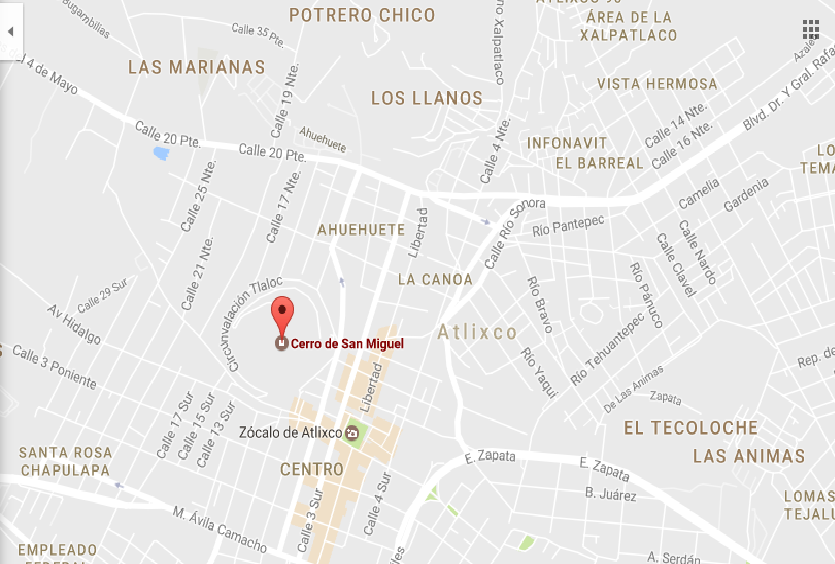 POTRERO CHICO
ÁREA DE LA
XALPATLACO
Bugambilias
Calle 35 Pte.
Xalpatlaco
LAS MARIANAS
del 4 de Mayo
Calle 19 Nte.
LOS LLANOS
VISTA HERMOSA
Blvd. Dr. Y Gral. Rafa
Calle 20 Pte.
Ahuehuete
Calle 4 Nte.
INFONAVIT
EL BARREAL
Calle 14 Nte.
Calle 16 Nte.
Calle 20 Pte.
Calle 25 Nte.
Calle 17 Nte.
Camelia
Gardenia
AHUEHUETE
Libertad
Calle Río Sonora
Río Pantepec
Calle Nardo
Calle Clavel
Calle 21 Nte.
LA CANOA
Calle 29 Sur
Circunvalación Tlaloc
Río Bravo
Río Pánuco
Av Hidalgo
Cerro de San Miguel
Atlixco
Río Tehuantepec
Calle 3 Poniente
Río Yaqui
Rep. de
Libertad
De Las Animas
Zapata
Calle 17 Sur
Calle 15 Sur
Calle 13 Sur
Zócalo de Atlixco
EL TECOLOCHE
SANTA ROSA
CHAPULAPA
CENTRO
E. Zapata
LAS ANIMAS
E. Zapata
Calle 3 Sur
Calle 4 Sur
B. Juárez
LOMAS
TEJALU
M. Ávila Camacho
EMPLEADO
A. Serdán